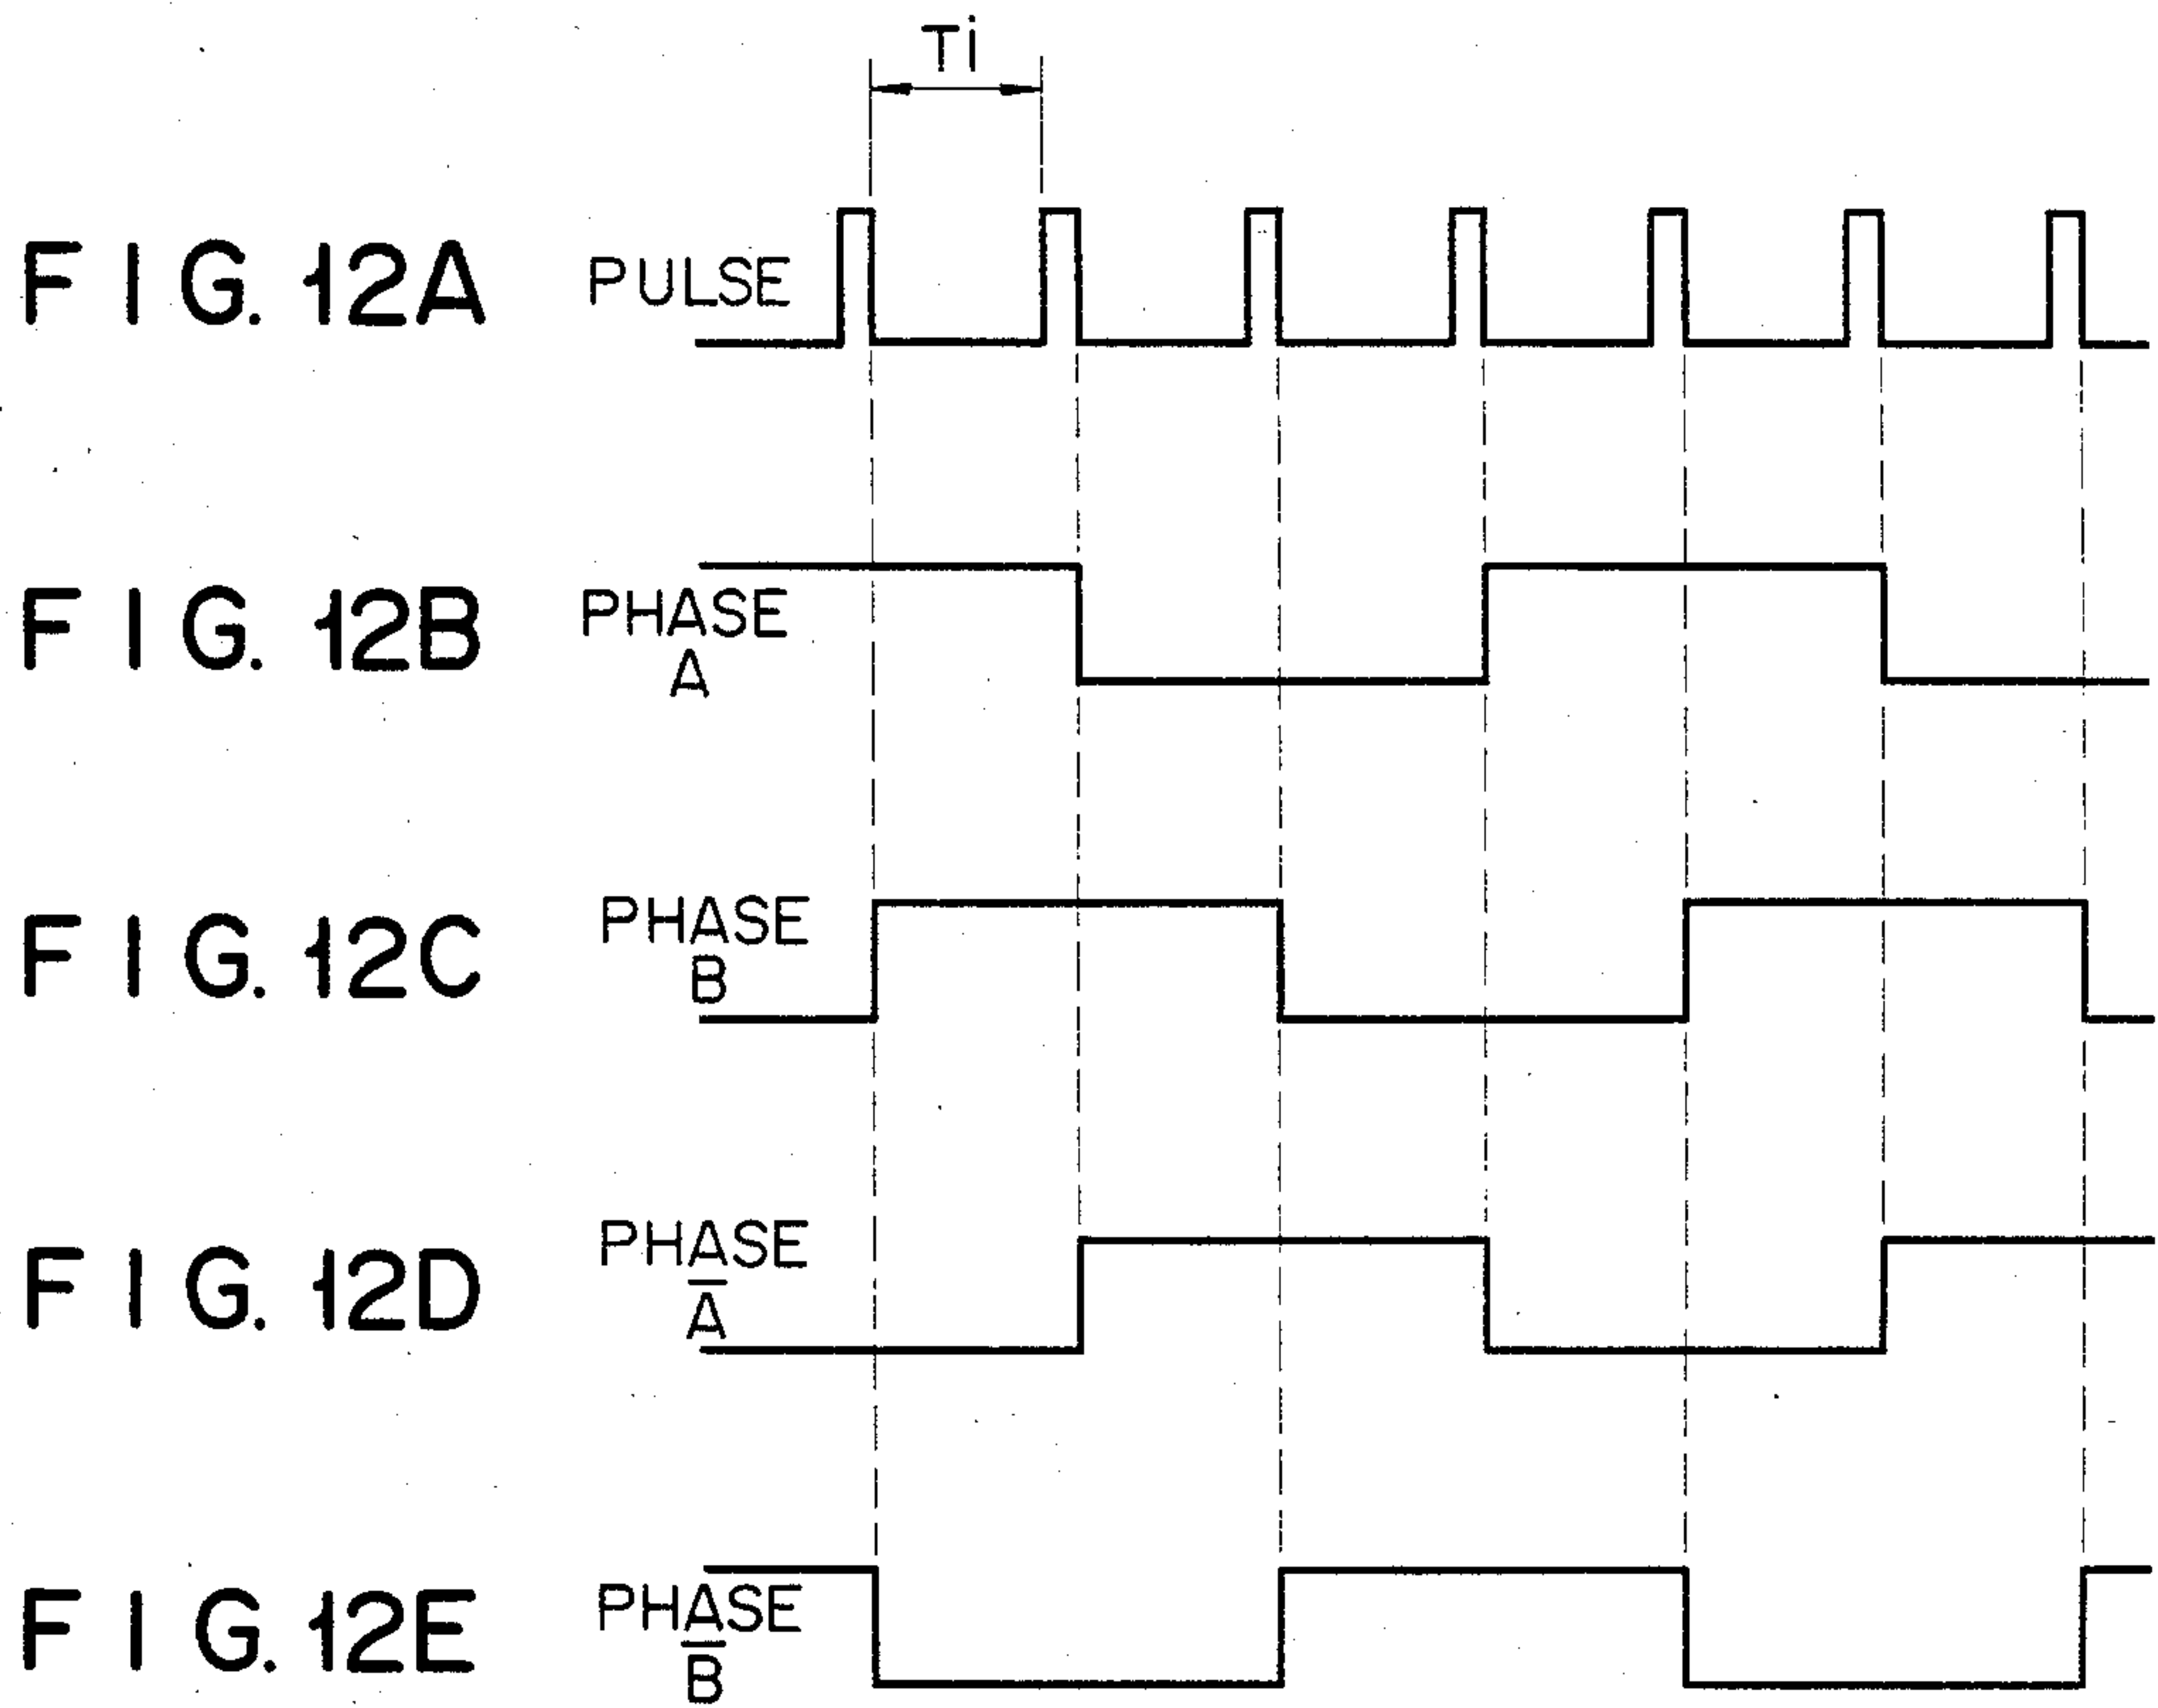 Ti
FIG. 12A PULSE
FIG. 12B PHASE
A
FIG. 12C PHASE
B
FIG. 12D PHASE
A̅
FIG. 12E PHASE
B̅